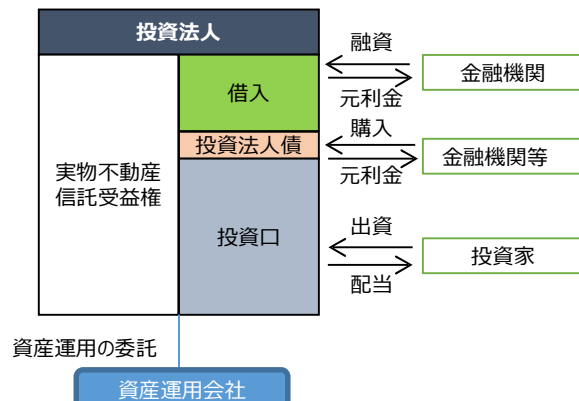 投資法人
融資
金融機関
借入
元利金
購入
投資法人債
金融機関等
元利金
実物不動産
信託受益権
投資口
出資
投資家
配当
資産運用の委託
資産運用会社